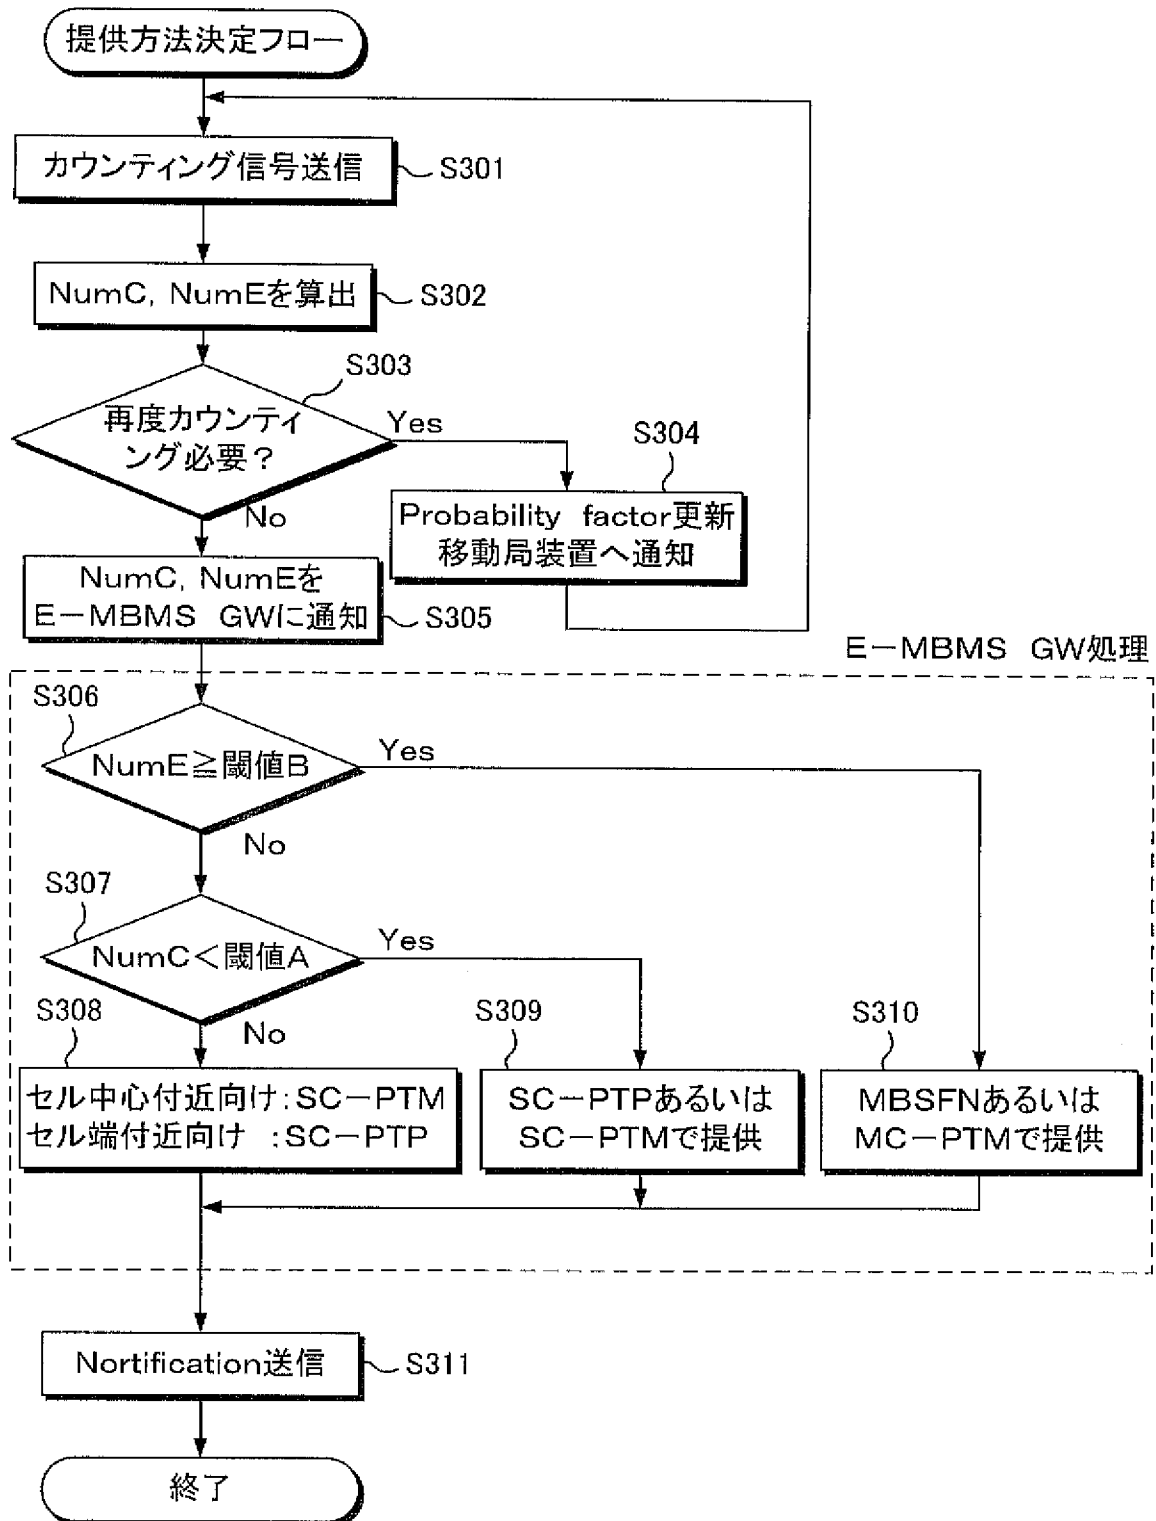 提供方法決定フロー
カウンティング信号送信
S301
NumC, NumEを算出
S302
S303
再度カウンティ
ング必要？
Yes
No
S304
Probability factor更新
移動局装置へ通知
NumC, NumEを
E－MBMS GWに通知
S305
E－MBMS GW処理
S306
NumE≧閾値B
Yes
No
S307
NumC＜閾値A
Yes
No
S308
セル中心付近向け：SC－PTM
セル端付近向け ：SC－PTP
S309
SC－PTPあるいは
SC－PTMで提供
S310
MBSFNあるいは
MC－PTMで提供
Nortification送信
S311
終了